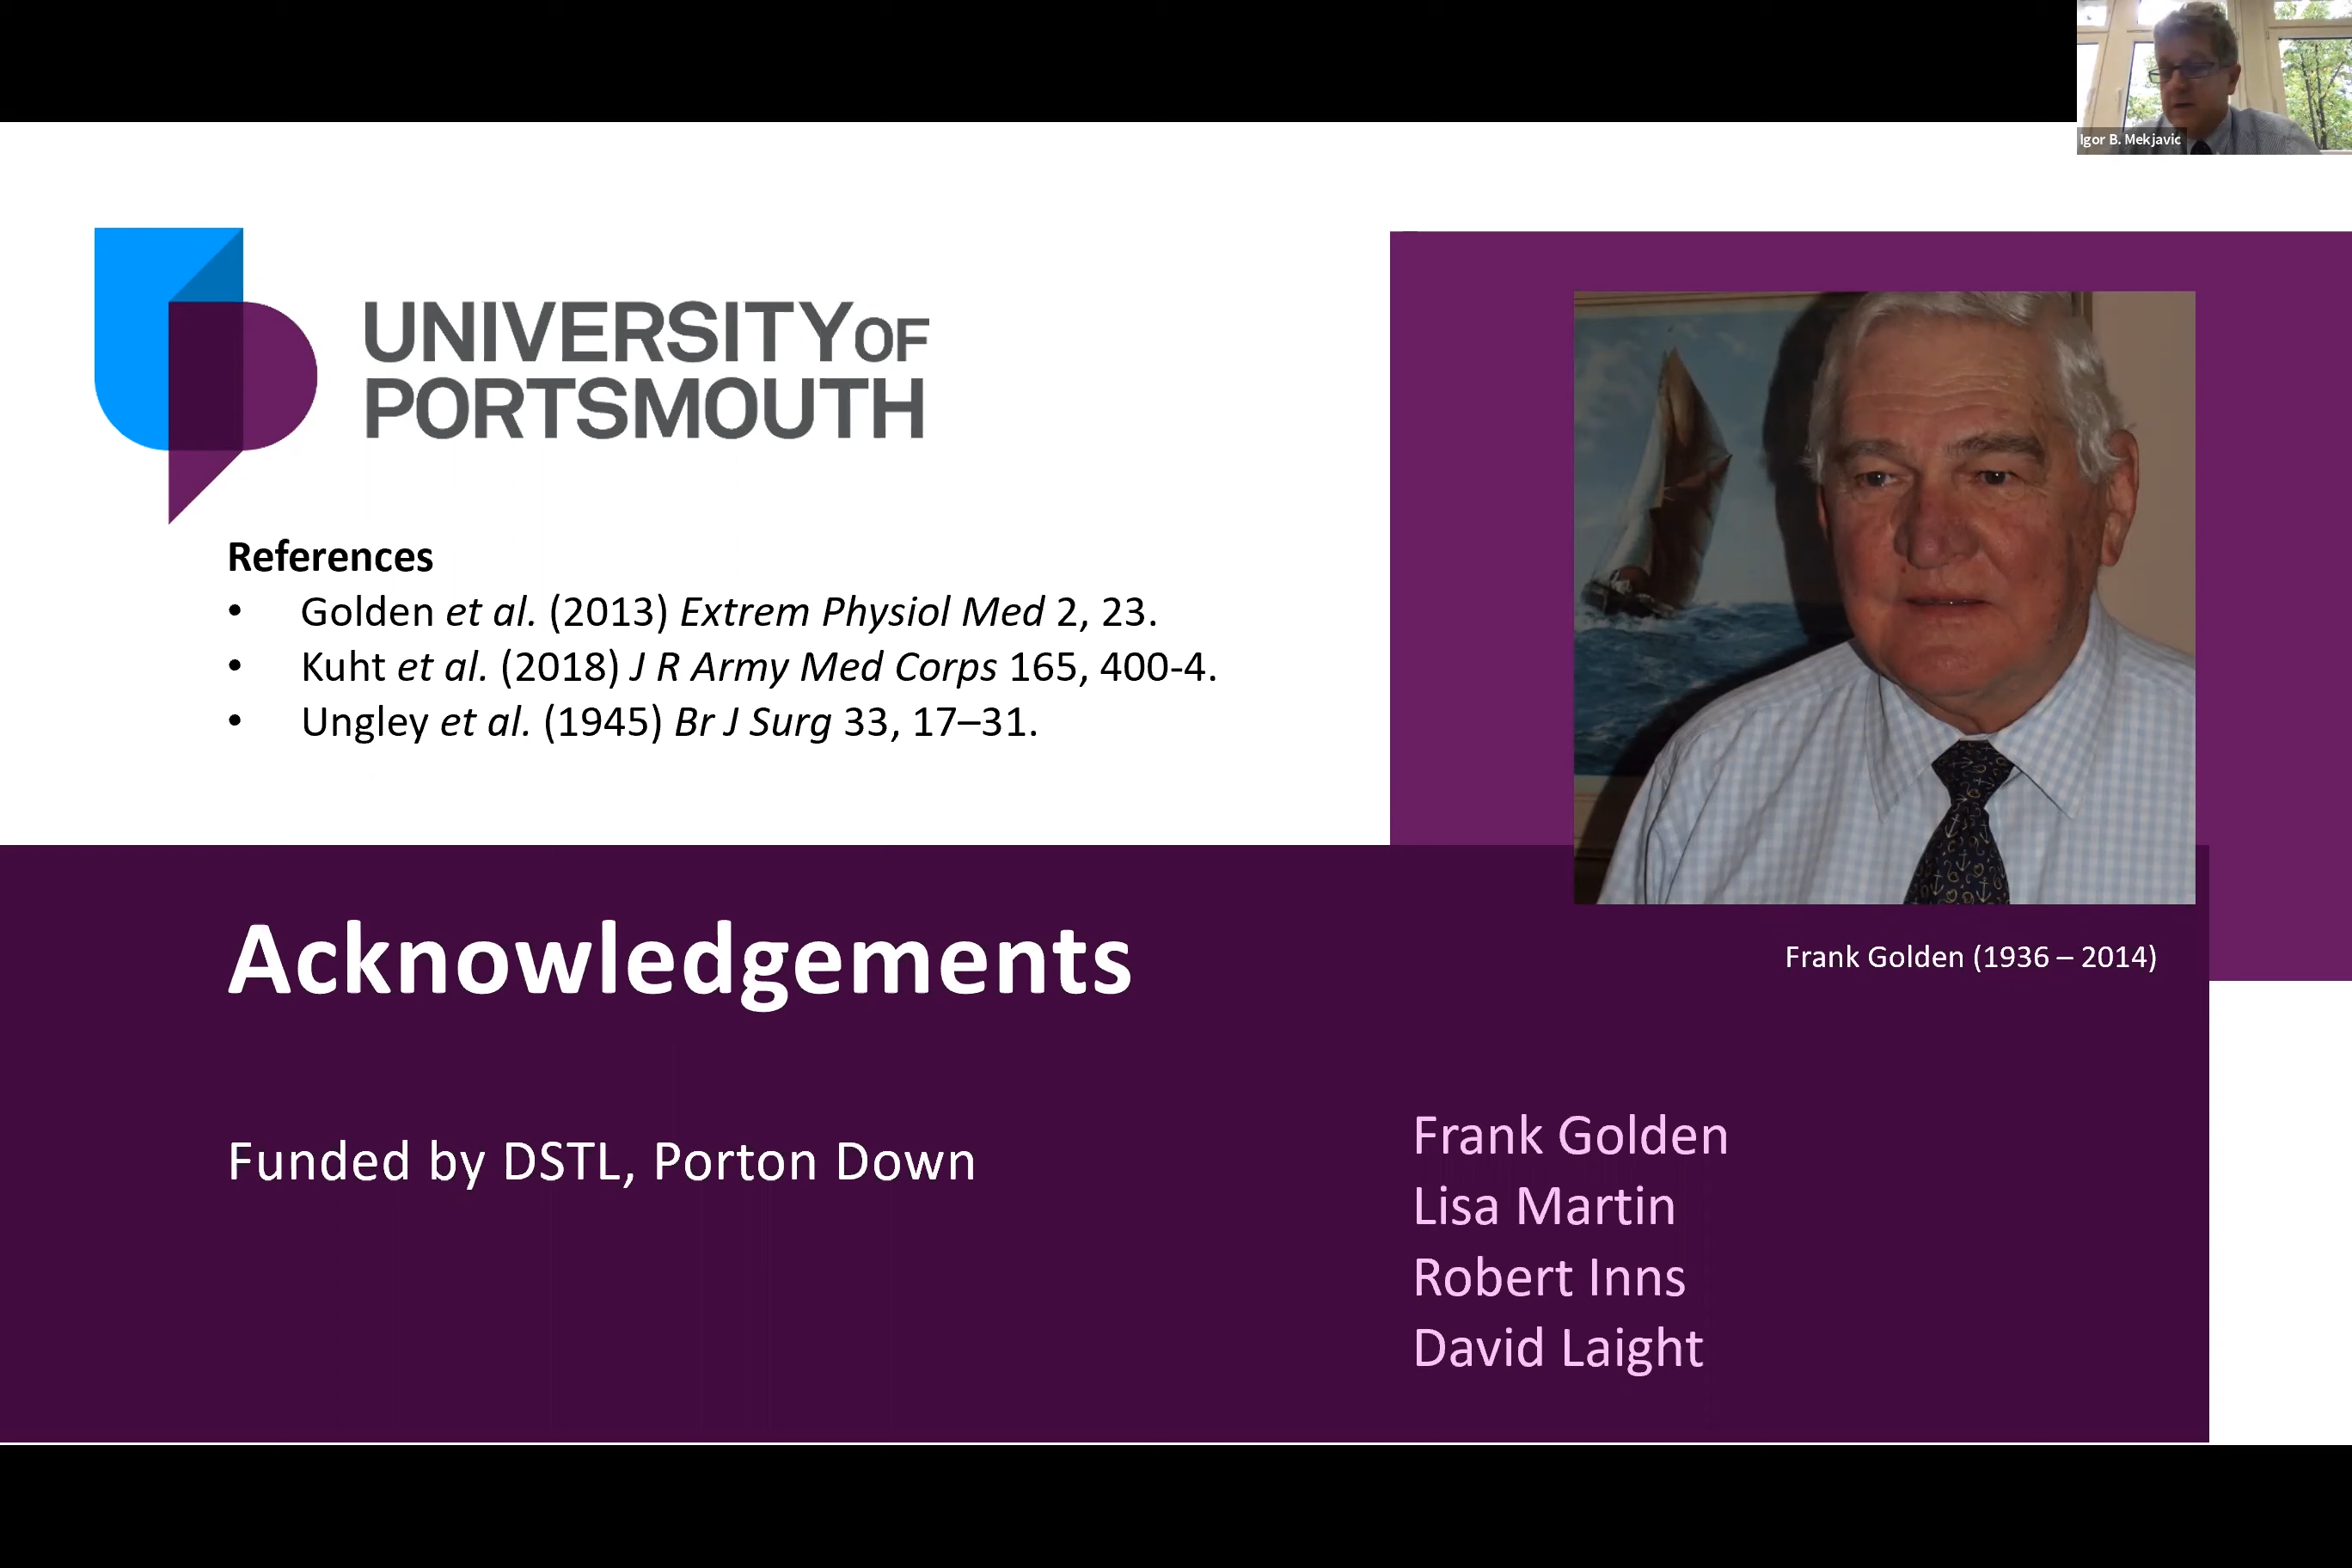 Igor B. Mekjavic
UNIVERSITY OF
PORTSMOUTH
References
• Golden et al. (2013) Extrem Physiol Med 2, 23.
• Kuht et al. (2018) J R Army Med Corps 165, 400-4.
• Ungley et al. (1945) Br J Surg 33, 17–31.
Acknowledgements
Frank Golden (1936 – 2014)
Funded by DSTL, Porton Down
Frank Golden
Lisa Martin
Robert Inns
David Laight